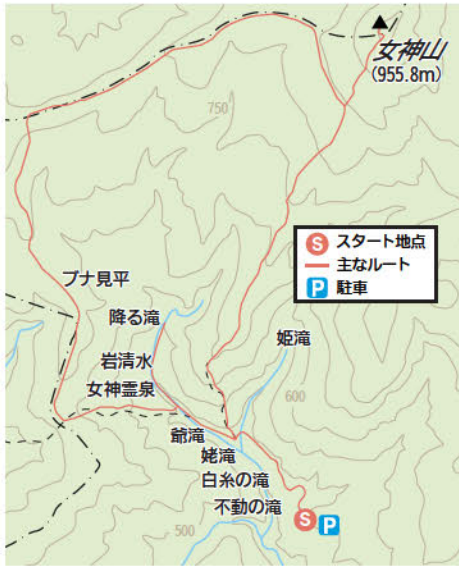 女神山
(955.8m)
750
S スタート地点
主なルート
P 駐車
ブナ見平
降る滝
姫滝
岩清水
女神霊泉
600
爺滝
姥滝
白糸の滝
不動の滝
500
S P